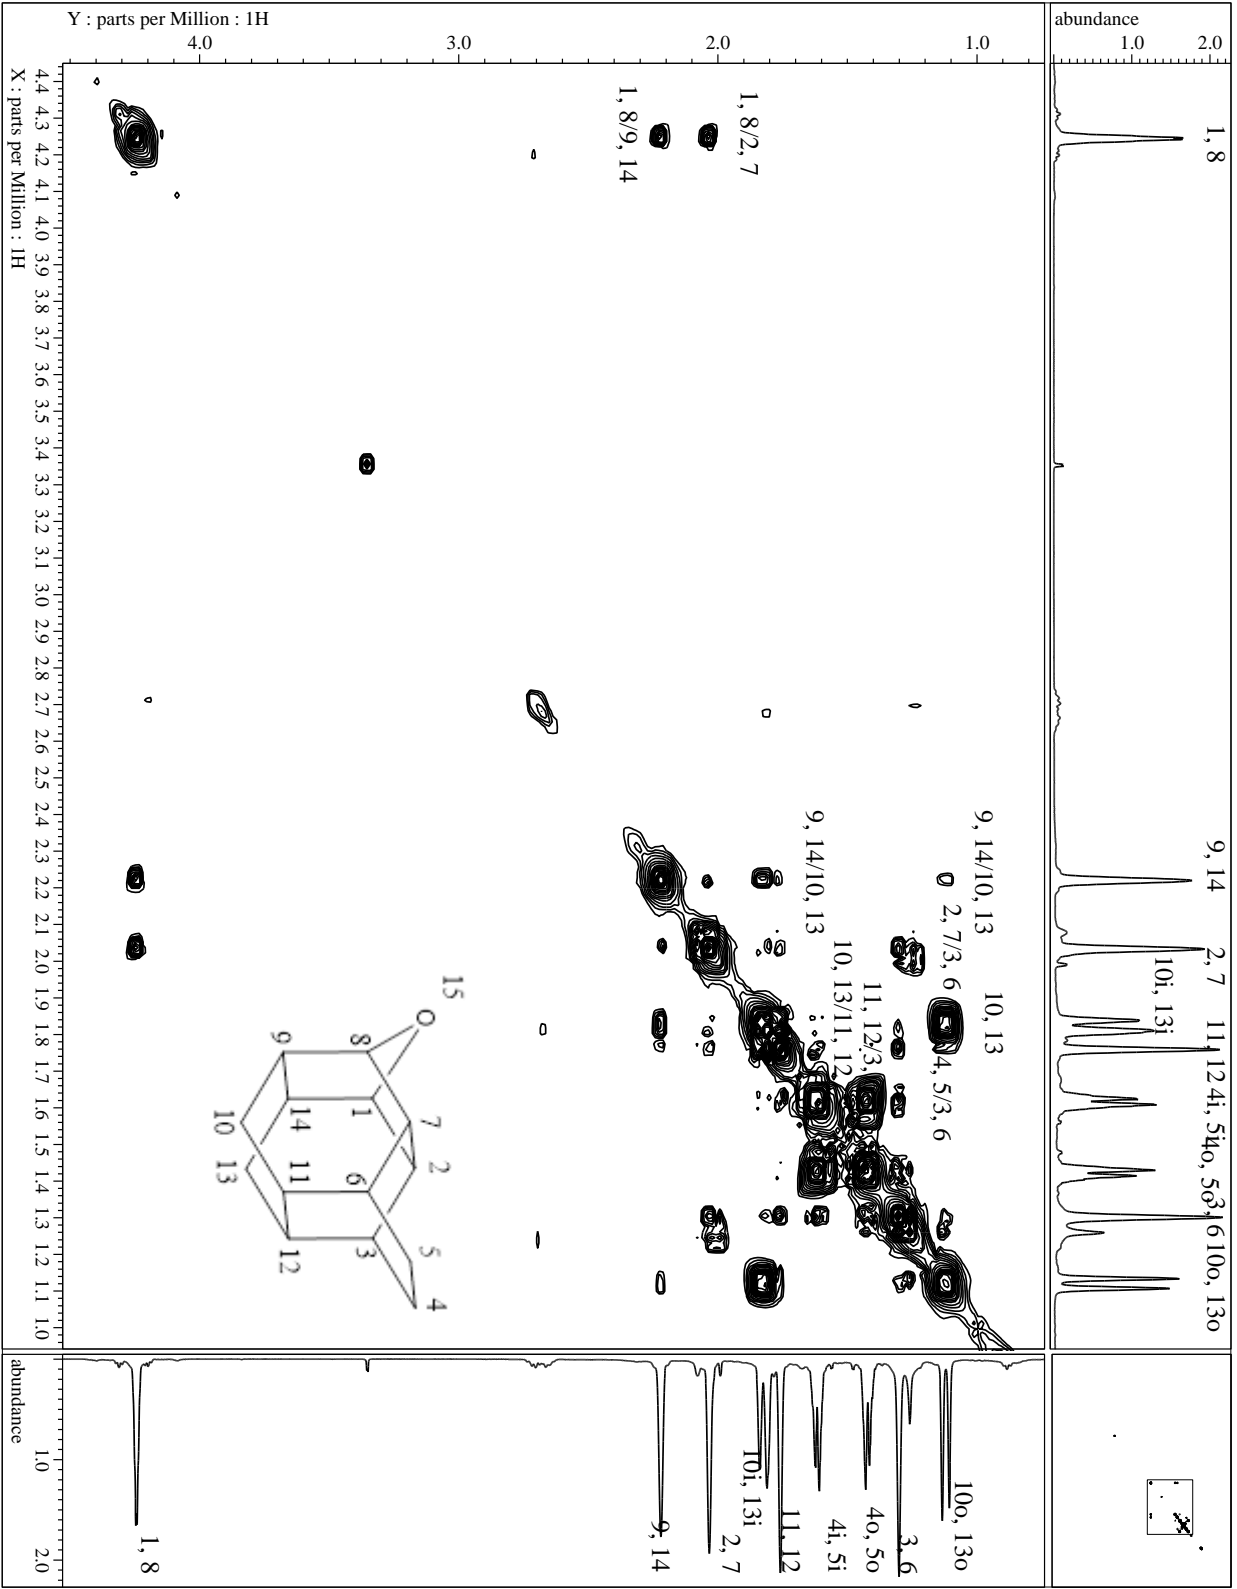 Y : parts per Million : 1H
4.0 3.0 2.0 1.0
abundance
1.0 2.0
X : parts per Million : 1H
4.4 4.3 4.2 4.1 4.0 3.9 3.8 3.7 3.6 3.5 3.4 3.3 3.2 3.1 3.0 2.9 2.8 2.7 2.6 2.5 2.4 2.3 2.2 2.1 2.0 1.9 1.8 1.7 1.6 1.5 1.4 1.3 1.2 1.1 1.0
1, 8
9, 14
2, 7
10i, 13i
11, 12
4i, 5i
4o, 5o
3, 6
10o, 13o
1, 8/2, 7
1, 8/9, 14
9, 14/10, 13
9, 14/10, 13
2, 7/3, 6
10, 13
10, 13/11, 12
11, 12/3,
4, 5/3, 6
15
O
9
8
14
1
7
10
2
13
11
6
12
3
5
4
abundance
1.0 2.0
1, 8
9, 14
2, 7
10i, 13i
11, 12
4i, 5i
4o, 5o
3, 6
10o, 13o